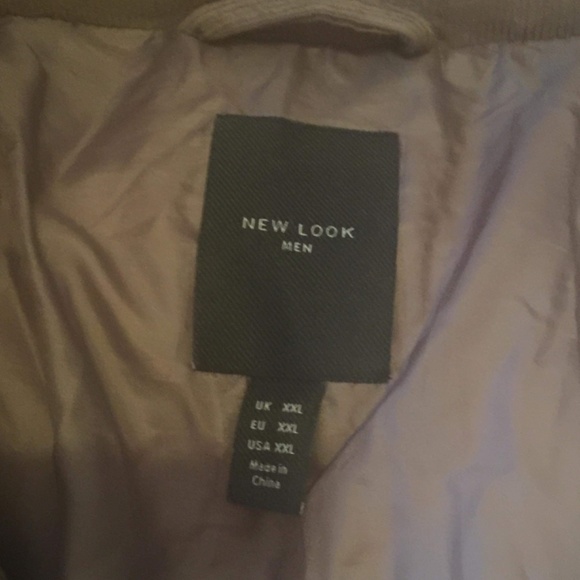 NEW LOOK
MEN
UK XXL
EU XXL
USA XXL
Made in
China